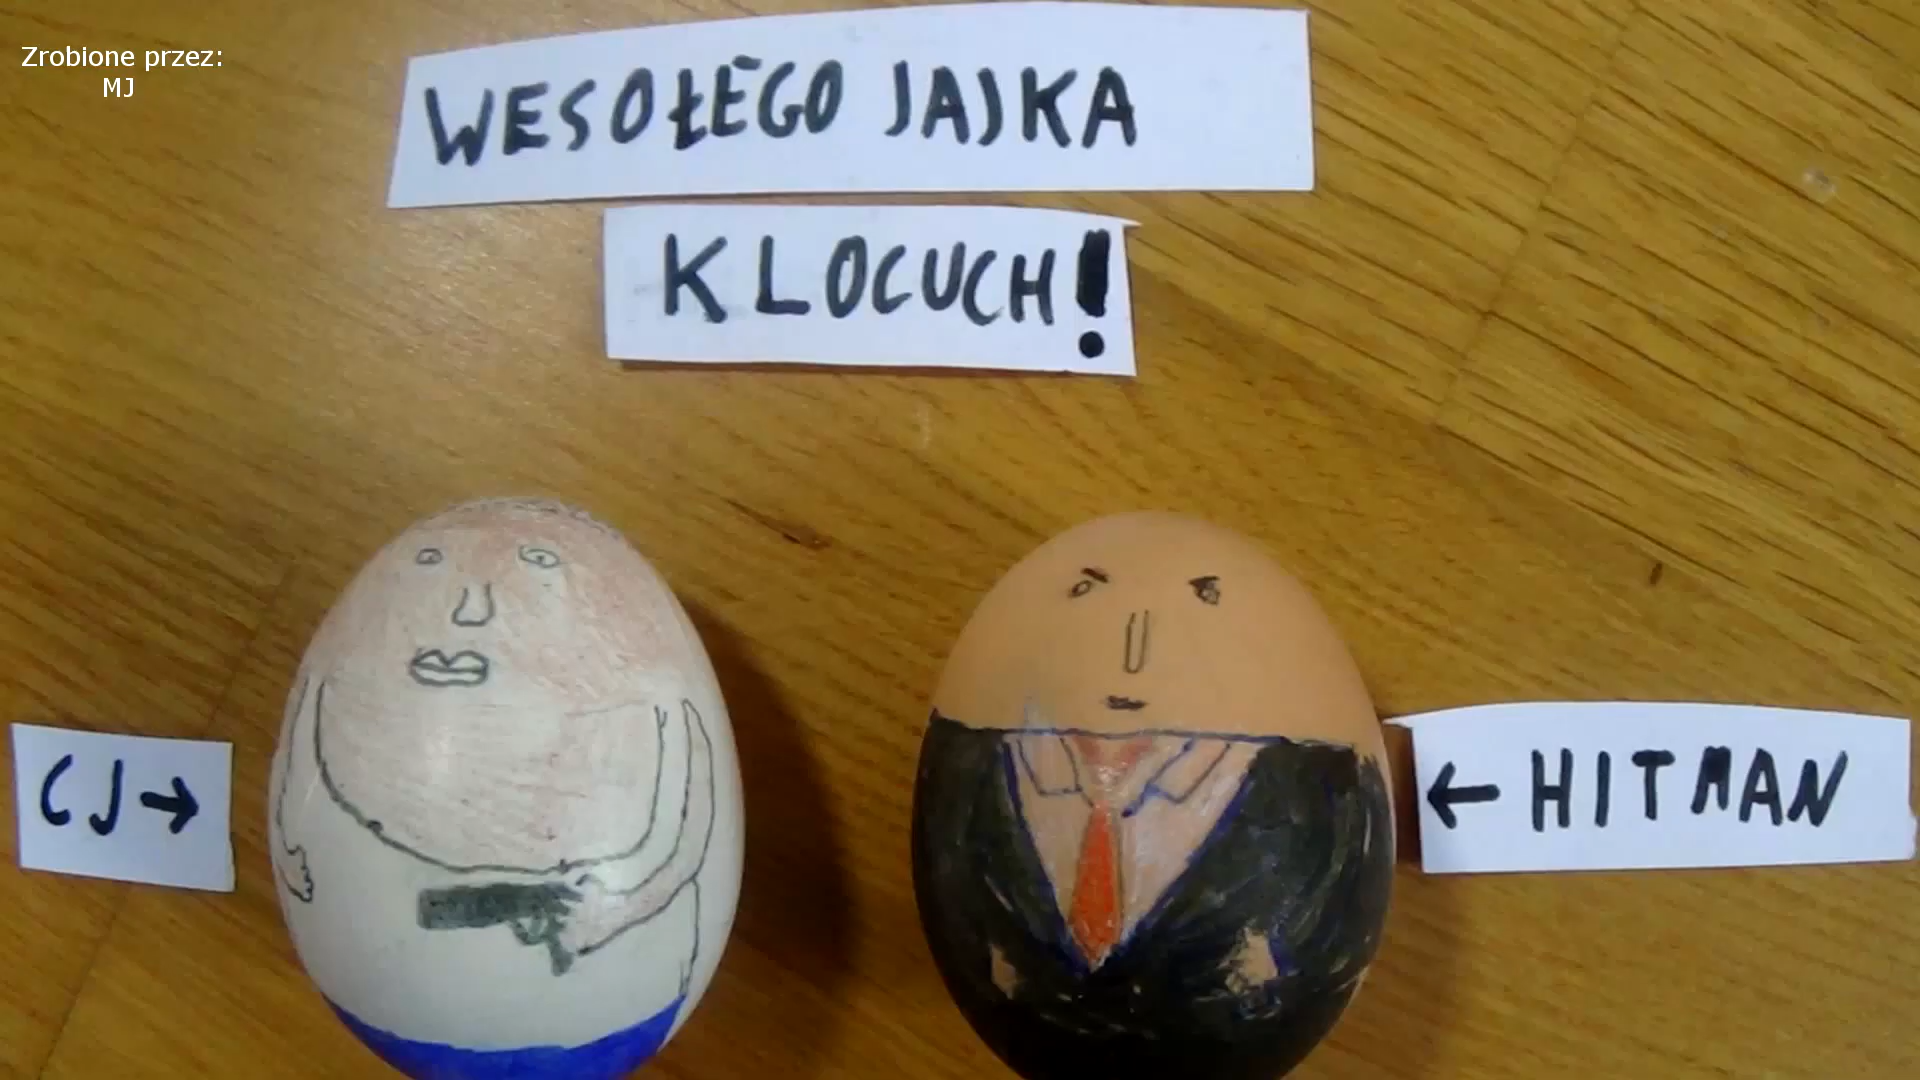 Zrobione przez:
MJ
WESOŁEGO JAJKA
KLOCUCH!
CJ →
← HITMAN